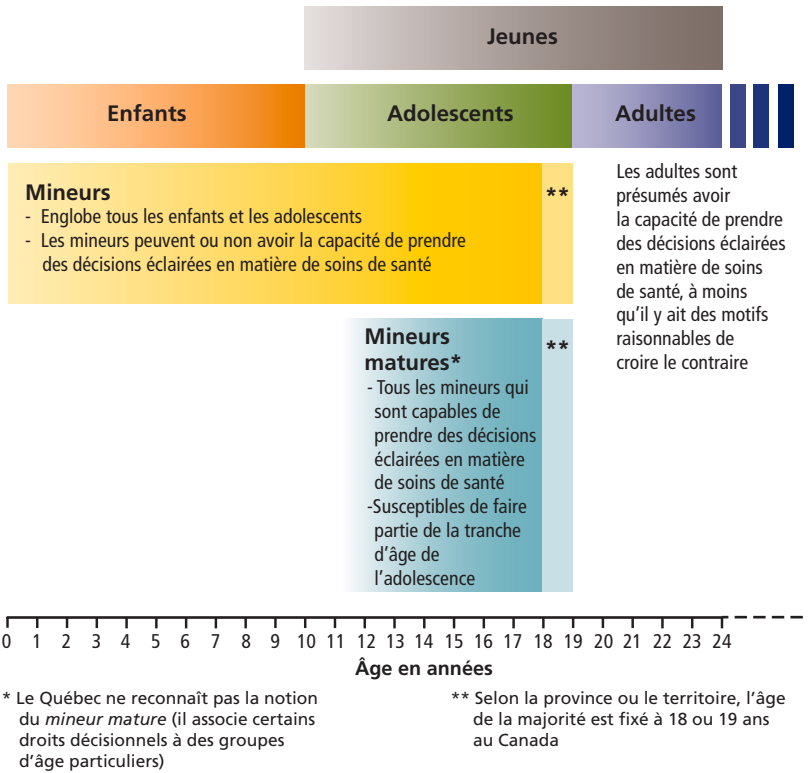 Jeunes
Enfants
Adolescents
Adultes
Mineurs
- Englobe tous les enfants et les adolescents
- Les mineurs peuvent ou non avoir la capacité de prendre
des décisions éclairées en matière de soins de santé
**
Les adultes sont
présumés avoir
la capacité de prendre
des décisions éclairées
en matière de soins
de santé, à moins
qu'il y ait des motifs
raisonnables de
croire le contraire
Mineurs
matures*
- Tous les mineurs qui
sont capables de
prendre des décisions
éclairées en matière
de soins de santé
-Susceptibles de faire
partie de la tranche
d'âge de
l'adolescence
**
0 1 2 3 4 5 6 7 8 9 10 11 12 13 14 15 16 17 18 19 20 21 22 23 24
Âge en années
* Le Québec ne reconnaît pas la notion
du mineur mature (il associe certains
droits décisionnels à des groupes
d'âge particuliers)
** Selon la province ou le territoire, l'âge
de la majorité est fixé à 18 ou 19 ans
au Canada